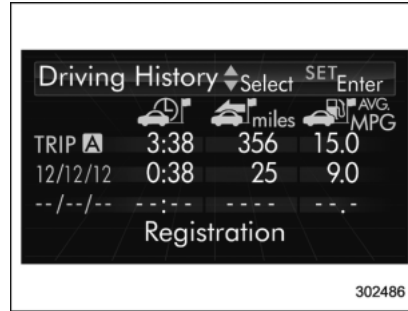 Driving History Select SET Enter
miles AVG. MPG
TRIP A 3:38 356 15.0
12/12/12 0:38 25 9.0
--/--/-- --:-- ---- --.-
Registration
302486